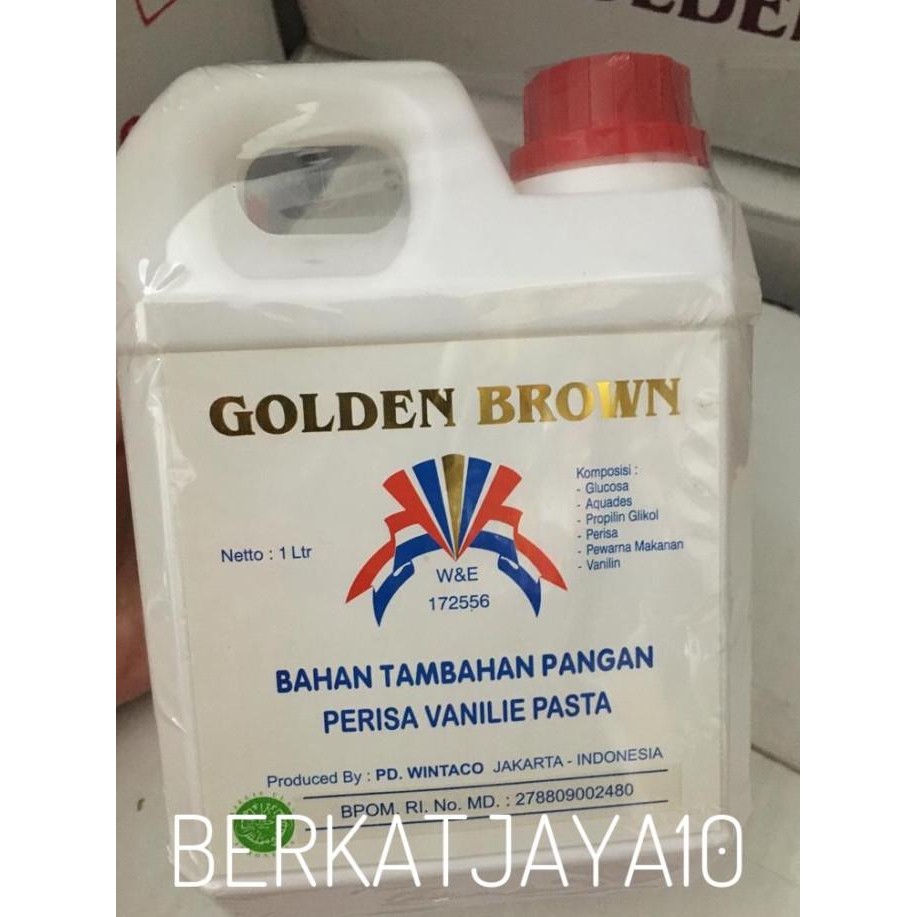 GOLDEN BROWN
Komposisi :
- Glucosa
- Aquades
- Propilin Glikol
- Perisa
- Pewarna Makanan
- Vanilin
Netto : 1 Ltr
W&E
172556
BAHAN TAMBAHAN PANGAN
PERISA VANILIE PASTA
Produced By : PD. WINTACO JAKARTA - INDONESIA
BPOM. RI. No. MD. : 278809002480
BERKATJAYA10